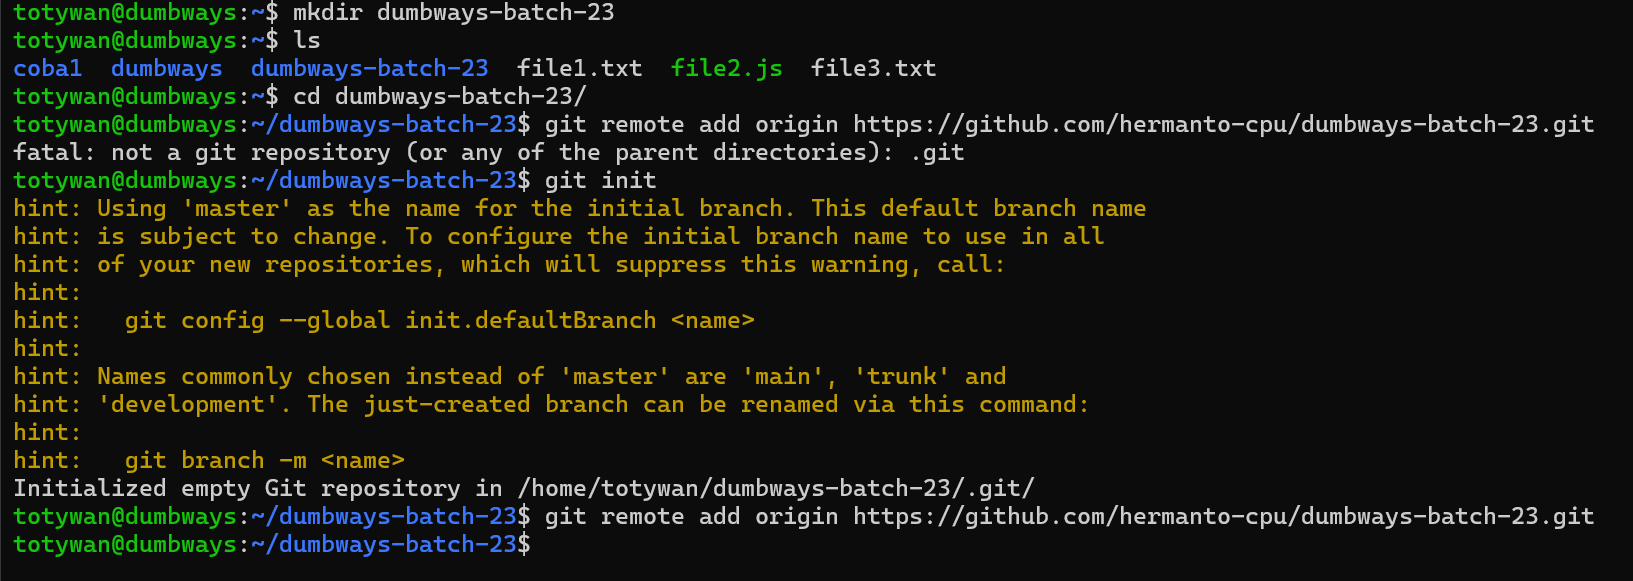 totywan@dumbways:~$ mkdir dumbways-batch-23
totywan@dumbways:~$ ls
coba1  dumbways  dumbways-batch-23  file1.txt  file2.js  file3.txt
totywan@dumbways:~$ cd dumbways-batch-23/
totywan@dumbways:~/dumbways-batch-23$ git remote add origin https://github.com/hermanto-cpu/dumbways-batch-23.git
fatal: not a git repository (or any of the parent directories): .git
totywan@dumbways:~/dumbways-batch-23$ git init
hint: Using 'master' as the name for the initial branch. This default branch name
hint: is subject to change. To configure the initial branch name to use in all
hint: of your new repositories, which will suppress this warning, call:
hint:
hint:   git config --global init.defaultBranch <name>
hint:
hint: Names commonly chosen instead of 'master' are 'main', 'trunk' and
hint: 'development'. The just-created branch can be renamed via this command:
hint:
hint:   git branch -m <name>
Initialized empty Git repository in /home/totywan/dumbways-batch-23/.git/
totywan@dumbways:~/dumbways-batch-23$ git remote add origin https://github.com/hermanto-cpu/dumbways-batch-23.git
totywan@dumbways:~/dumbways-batch-23$